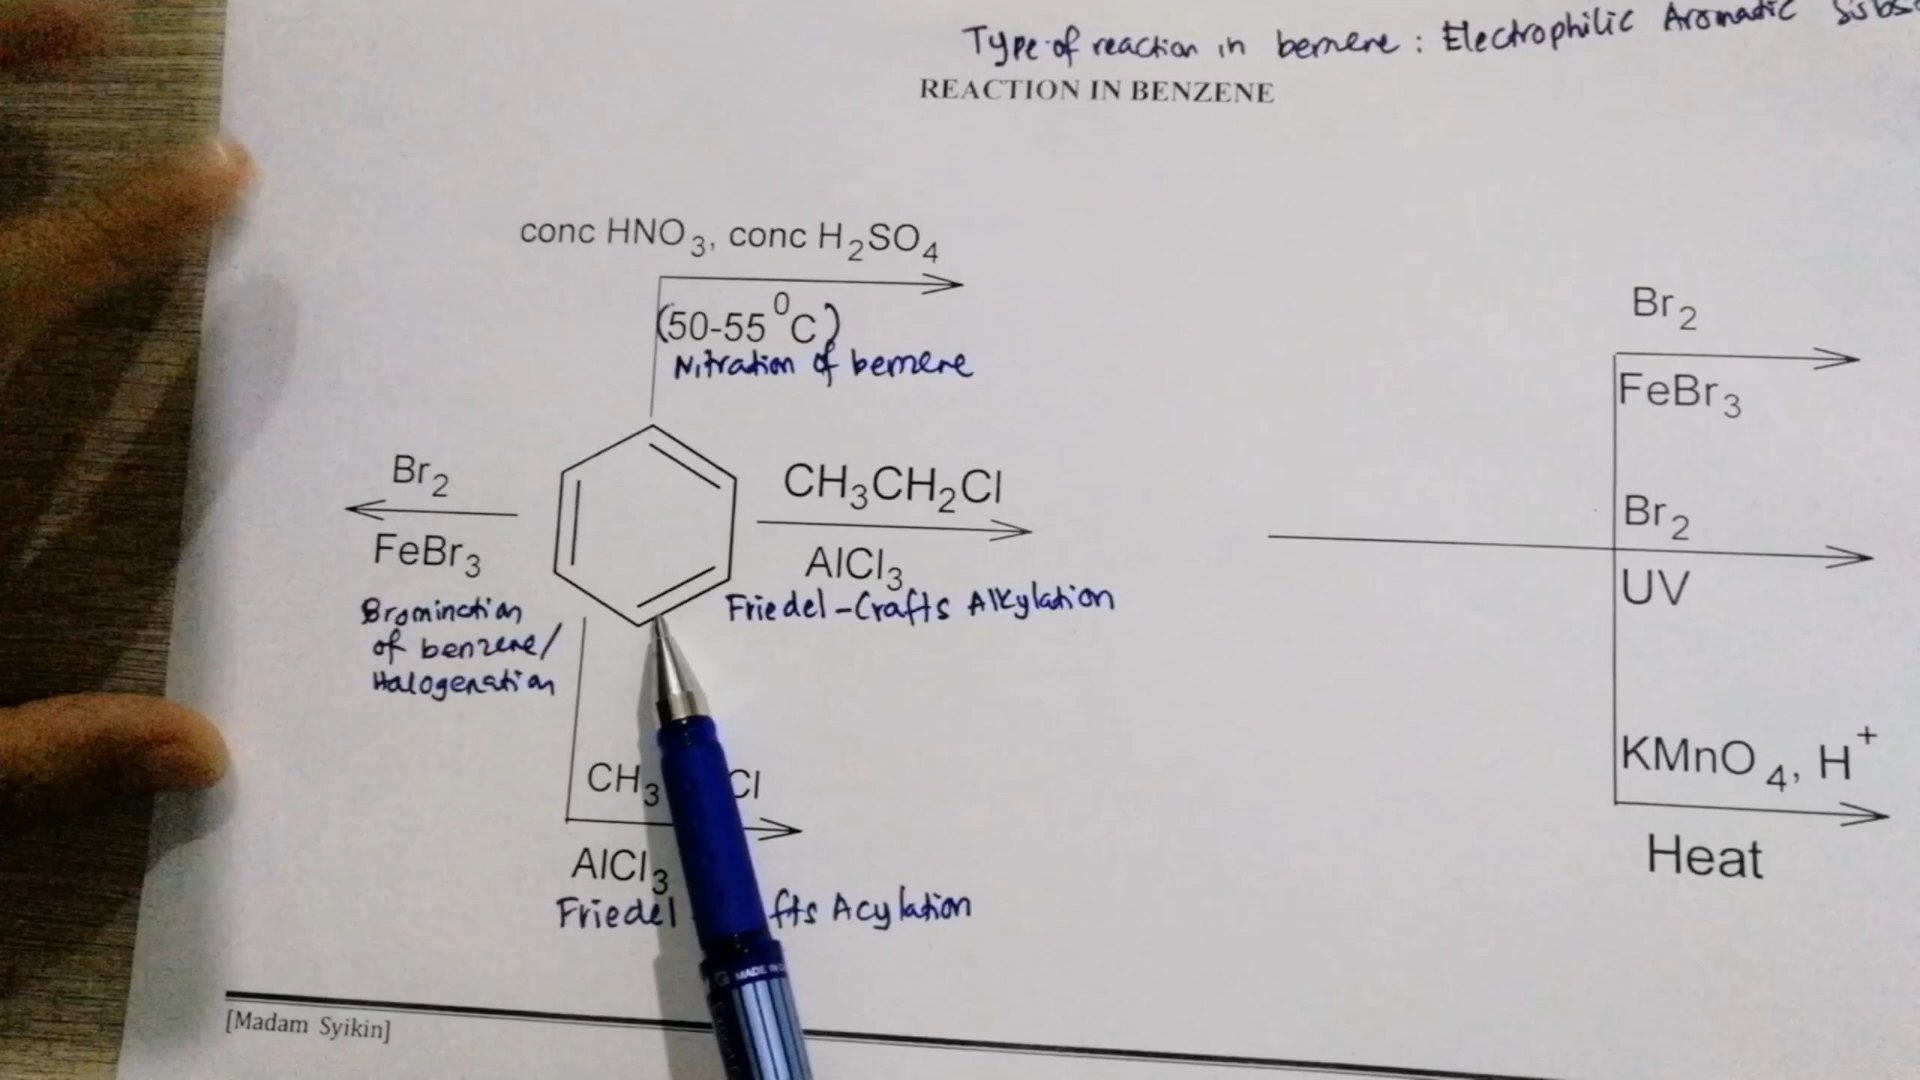 Type of reaction in benzene : Electrophilic Aromatic
REACTION IN BENZENE
conc HNO3, conc H2SO4
(50-55 0C)
Nitration of benzene
Br2
FeBr3
Bromination
of benzene/
Halogenation
CH3CH2Cl
AlCl3
Friedel-Crafts Alkylation
CH3 Cl
AlCl3
Friedel fts Acylation
Br2
FeBr3
Br2
UV
KMnO4, H+
Heat
[Madam Syikin]
MADE IN